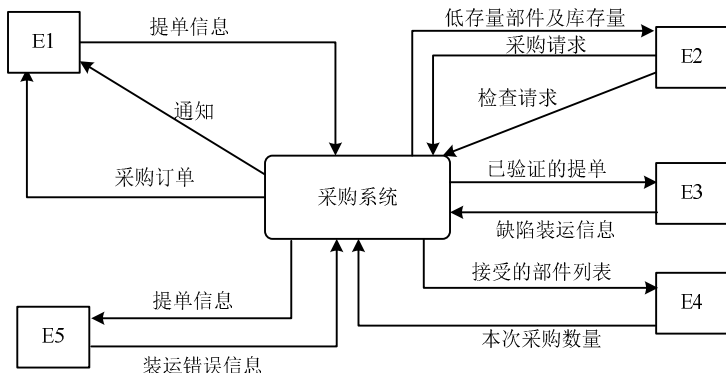 低存量部件及库存量
提单信息
E1
采购请求
E2
检查请求
通知
采购订单
采购系统
已验证的提单
E3
缺陷装运信息
接受的部件列表
提单信息
E4
E5
本次采购数量
装运错误信息